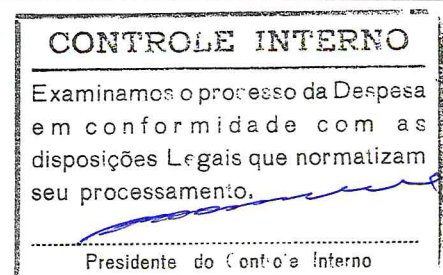 CONTROLE INTERNO
Examinamos o processo da Despesa
em conformidade com as
disposições Legais que normatizam
seu processamento.
Presidente do Controle Interno